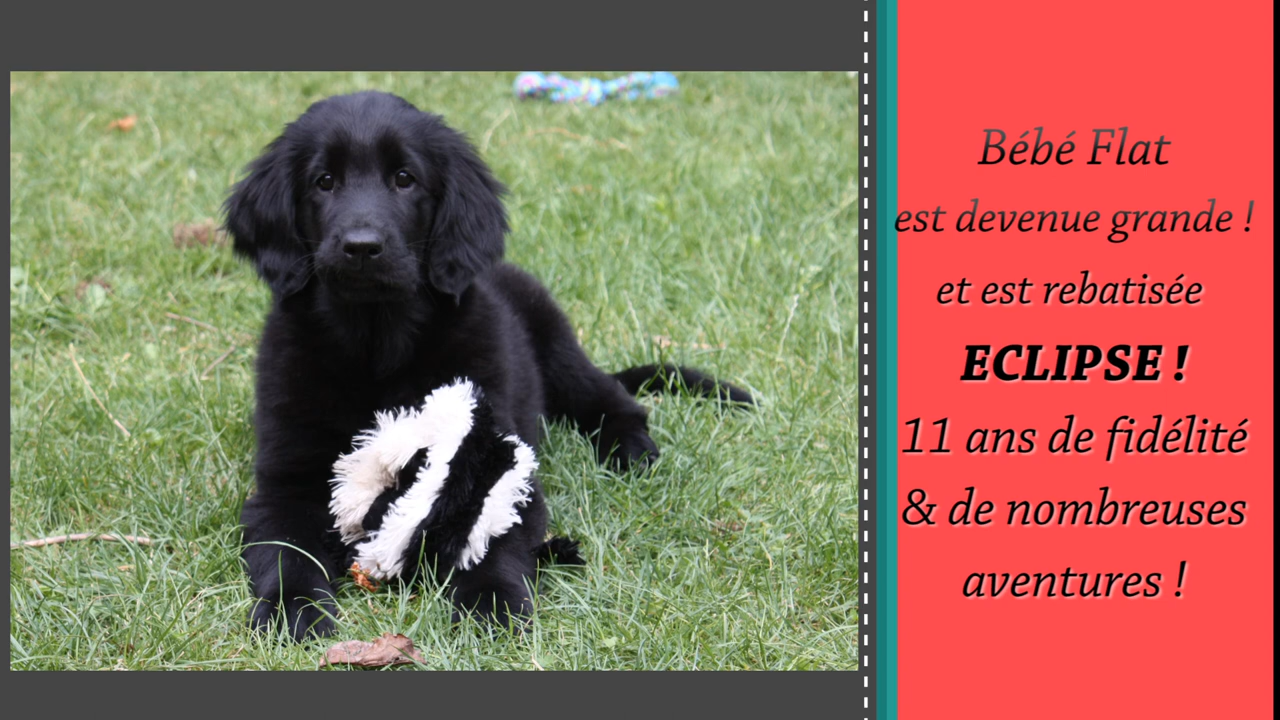 Bébé Flat
est devenue grande !
et est rebatisée
ECLIPSE !
11 ans de fidélité
& de nombreuses
aventures !